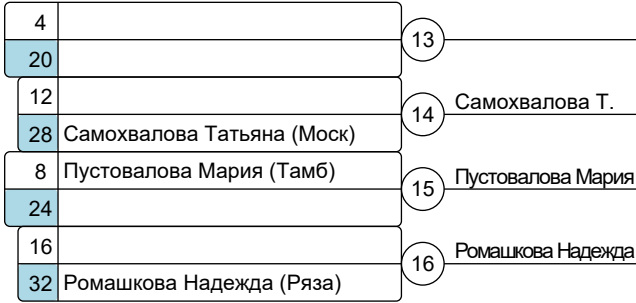 4
13
20
12
14 Самохвалова Т.
28 Самохвалова Татьяна (Моск)
8 Пустовалова Мария (Тамб)
15 Пустовалова Мария
24
16
16 Ромашкова Надежда
32 Ромашкова Надежда (Ряза)